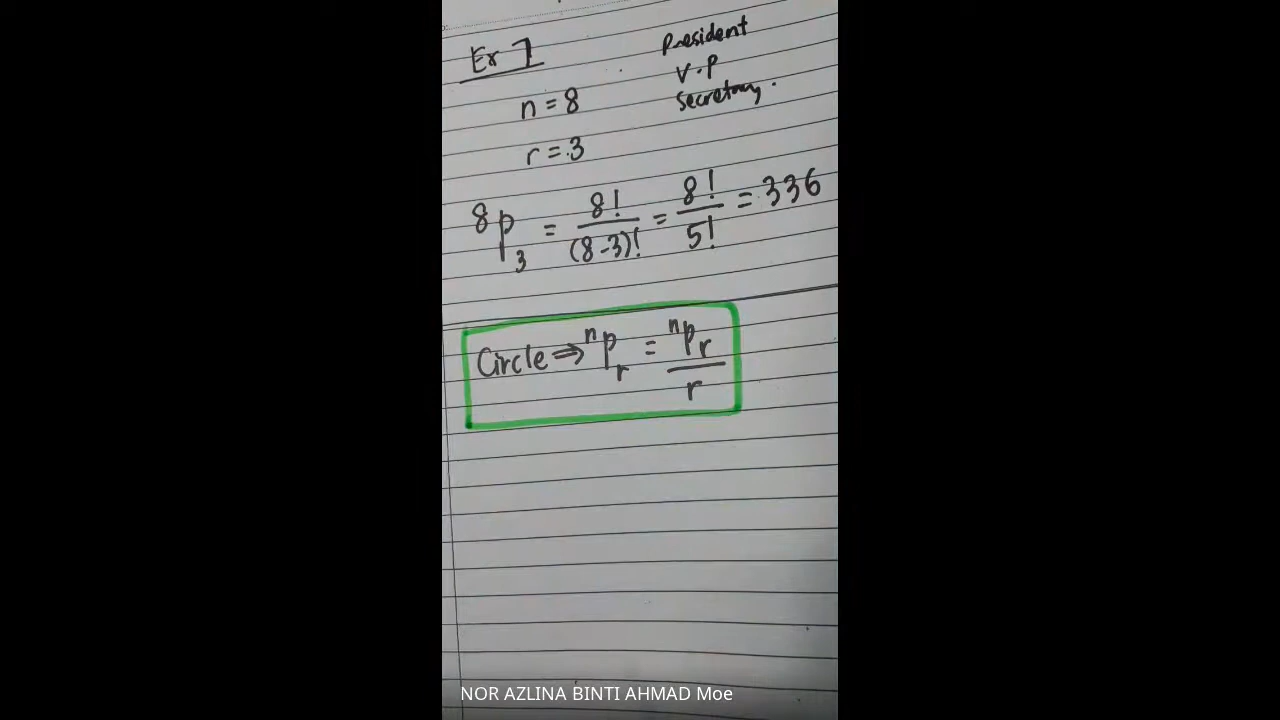 Ex 7
President
V.P
Secretary.
n = 8
r = 3
⁸P₃ = 8!/(8-3)! = 8!/5! = 336
Circle ⇒ ⁿPᵣ = ⁿPᵣ/r
NOR AZLINA BINTI AHMAD Moe